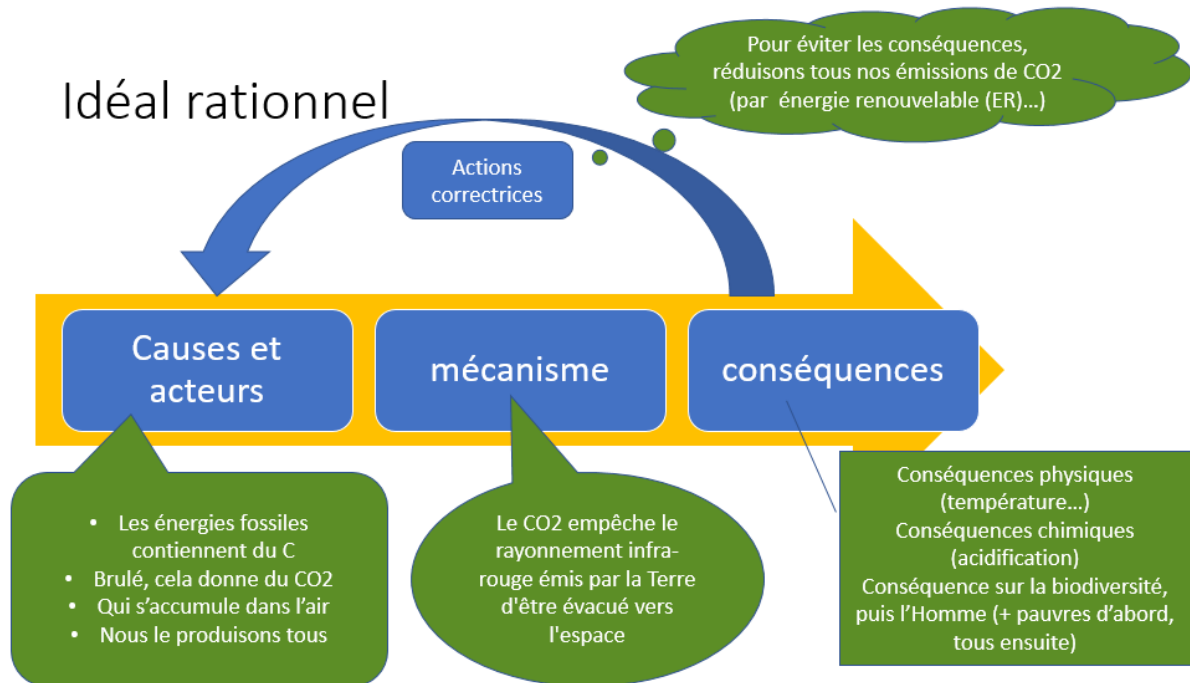 Idéal rationnel
Pour éviter les conséquences,
réduisons tous nos émissions de CO2
(par  énergie renouvelable (ER)...)
Actions
correctrices
Causes et
acteurs
mécanisme
conséquences
• Les énergies fossiles
contiennent du C
• Brulé, cela donne du CO2
• Qui s’accumule dans l’air
• Nous le produisons tous
Le CO2 empêche le
rayonnement infra-
rouge émis par la Terre
d'être évacué vers
l'espace
Conséquences physiques
(température…)
Conséquences chimiques
(acidification)
Conséquence sur la biodiversité,
puis l’Homme (+ pauvres d’abord,
tous ensuite)